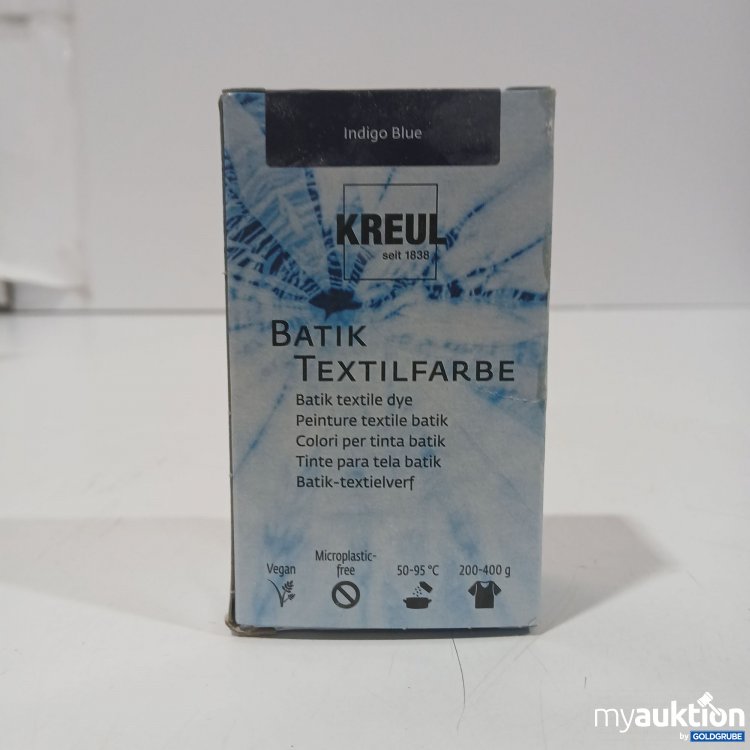 Indigo Blue
KREUL
seit 1838
BATIK
TEXTILFARBE
Batik textile dye
Peinture textile batik
Colori per tinta batik
Tinte para tela batik
Batik-textielverf
Vegan
Microplastic-
free
50-95 °C
200-400 g
myauktion
by GOLDGRUBE